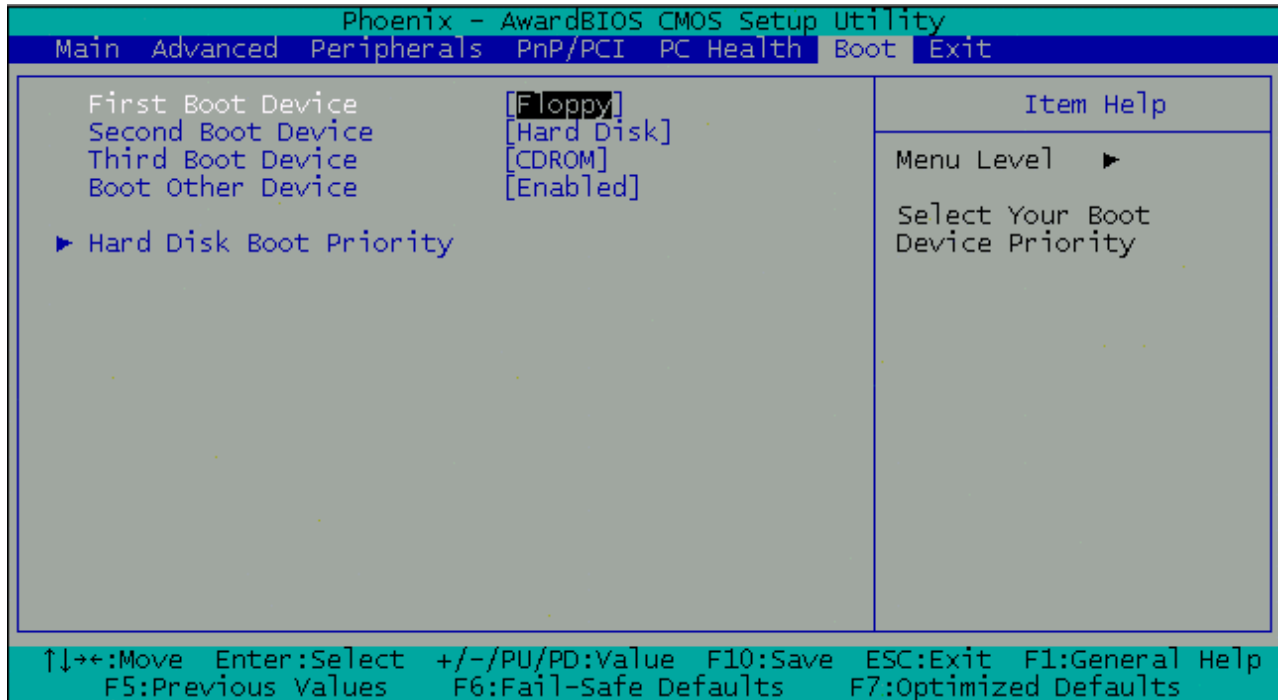 Phoenix - AwardBIOS CMOS Setup Utility
Main Advanced Peripherals PnP/PCI PC Health Boot Exit
First Boot Device [Floppy]
Second Boot Device [Hard Disk]
Third Boot Device [CDROM]
Boot Other Device [Enabled]
► Hard Disk Boot Priority
Item Help
Menu Level ►
Select Your Boot
Device Priority
↑↓→←:Move Enter:Select +/-/PU/PD:Value F10:Save ESC:Exit F1:General Help
F5:Previous Values F6:Fail-Safe Defaults F7:Optimized Defaults